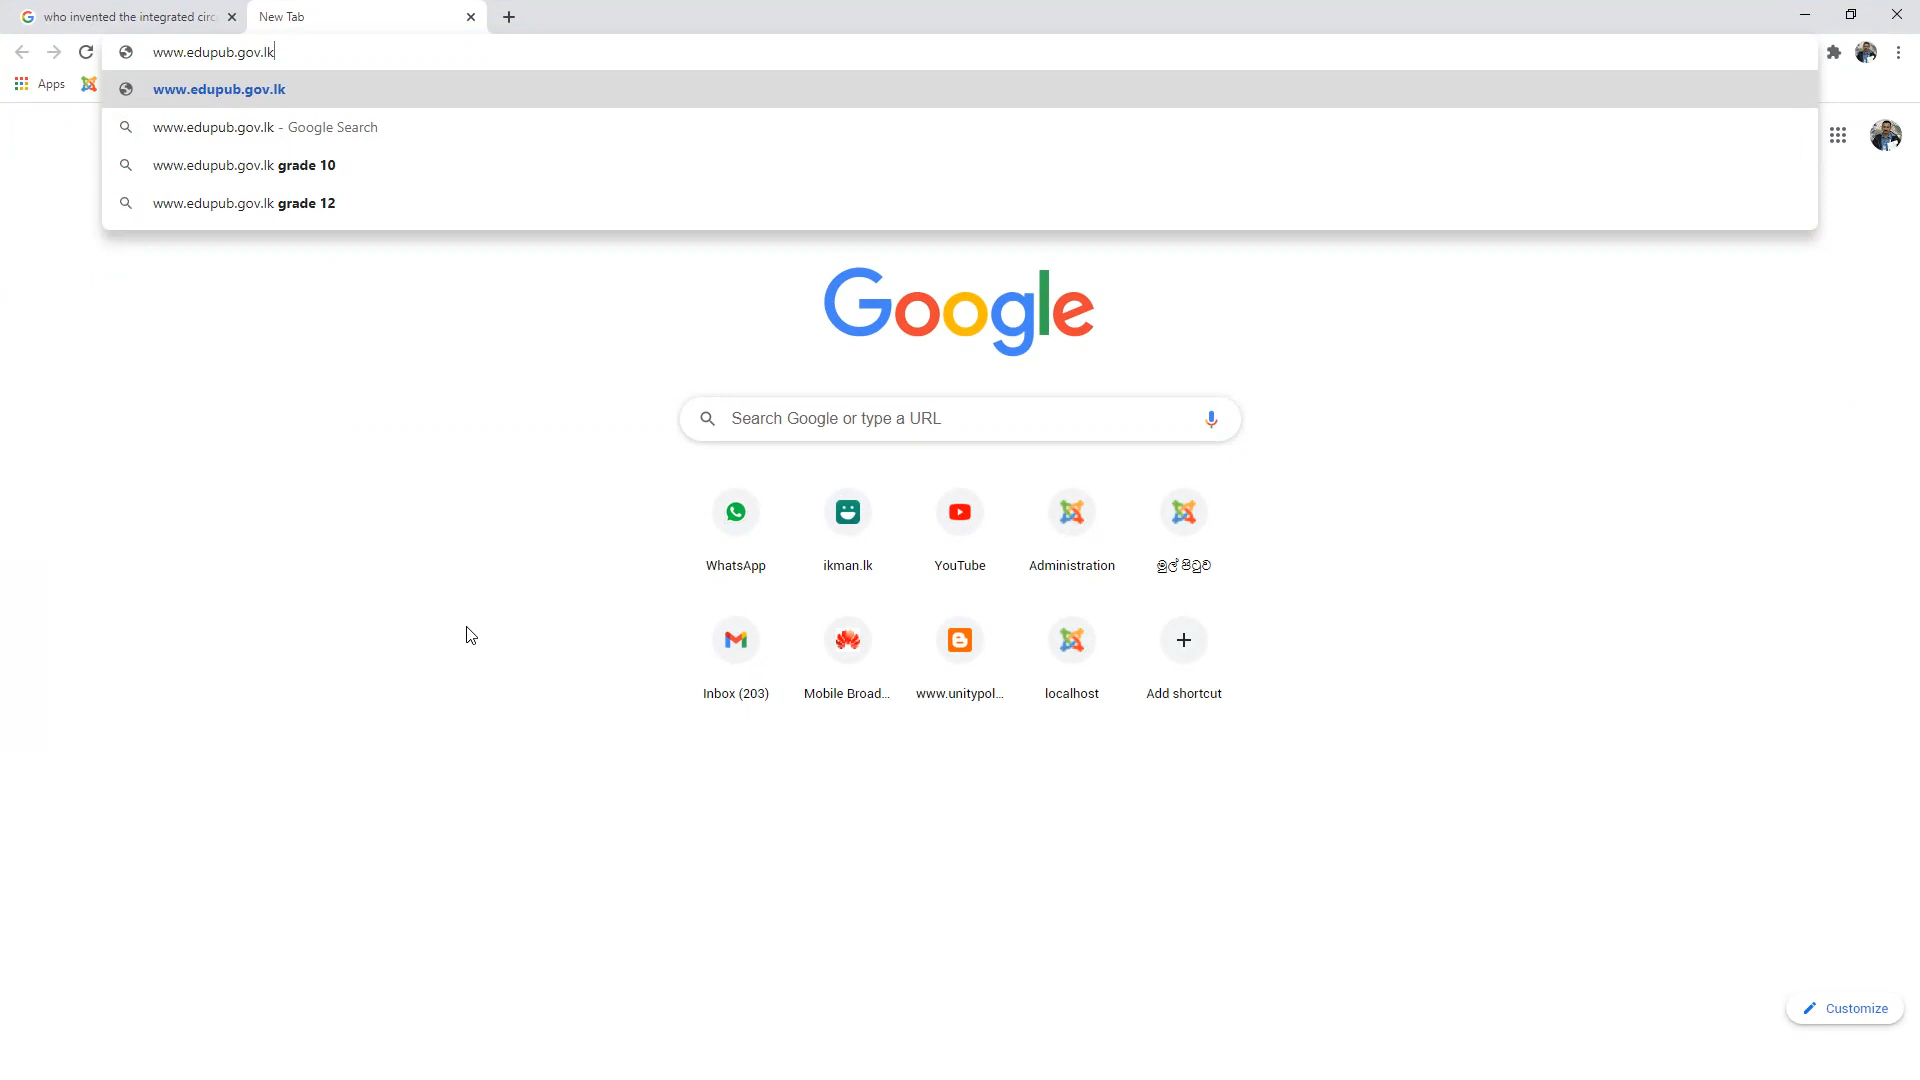 who invented the integrated circ
New Tab
www.edupub.gov.lk
Apps
www.edupub.gov.lk
www.edupub.gov.lk - Google Search
www.edupub.gov.lk grade 10
www.edupub.gov.lk grade 12
Google
Search Google or type a URL
WhatsApp
ikman.lk
YouTube
Administration
මුල් පිටුව
Inbox (203)
Mobile Broad...
www.unitypol...
localhost
Add shortcut
Customize